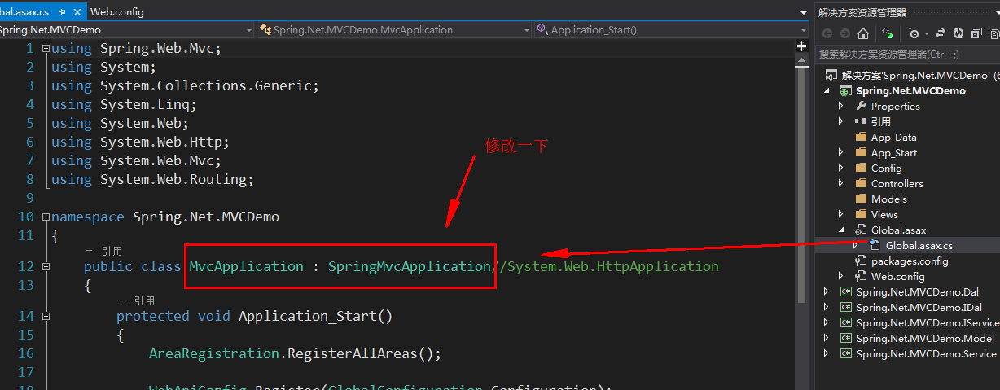 bal.asax.cs
Web.config
Spring.Net.MVCDemo
Spring.Net.MVCDemo.MvcApplication
Application_Start()
1 using Spring.Web.Mvc;
2 using System;
3 using System.Collections.Generic;
4 using System.Linq;
5 using System.Web;
6 using System.Web.Http;
7 using System.Web.Mvc;
8 using System.Web.Routing;
9
10 namespace Spring.Net.MVCDemo
11 {
一 引用
12 public class MvcApplication : SpringMvcApplication//System.Web.HttpApplication
13 {
一 引用
14 protected void Application_Start()
15 {
16 AreaRegistration.RegisterAllAreas();
17
18 WebApiConfig.Register(GlobalConfiguration.Configuration);
修改一下
解决方案资源管理器
搜索解决方案资源管理器(Ctrl+;)
解决方案'Spring.Net.MVCDemo' (6
Spring.Net.MVCDemo
Properties
引用
App_Data
App_Start
Config
Controllers
Models
Views
Global.asax
Global.asax.cs
packages.config
Web.config
Spring.Net.MVCDemo.Dal
Spring.Net.MVCDemo.IDal
Spring.Net.MVCDemo.IService
Spring.Net.MVCDemo.Model
Spring.Net.MVCDemo.Service